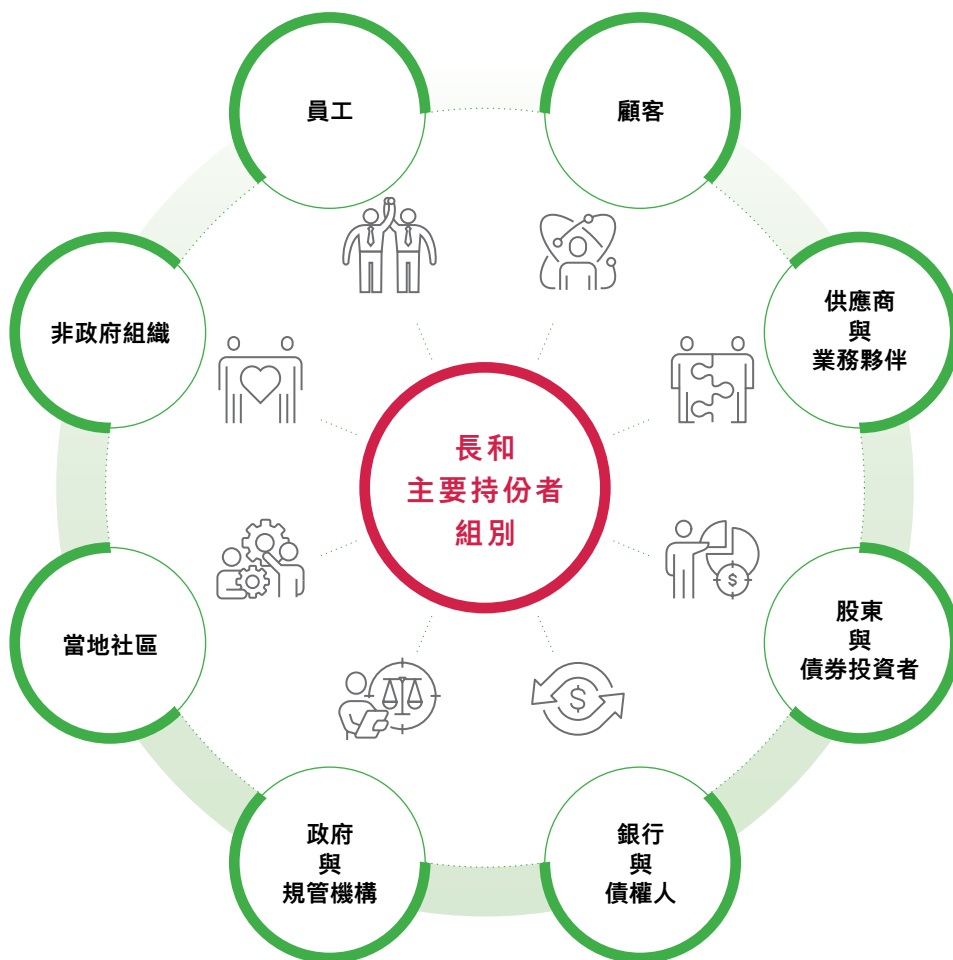 員工
顧客
非政府組織
供應商
與
業務夥伴
長和
主要持份者
組別
當地社區
股東
與
債券投資者
政府
與
規管機構
銀行
與
債權人
$
$